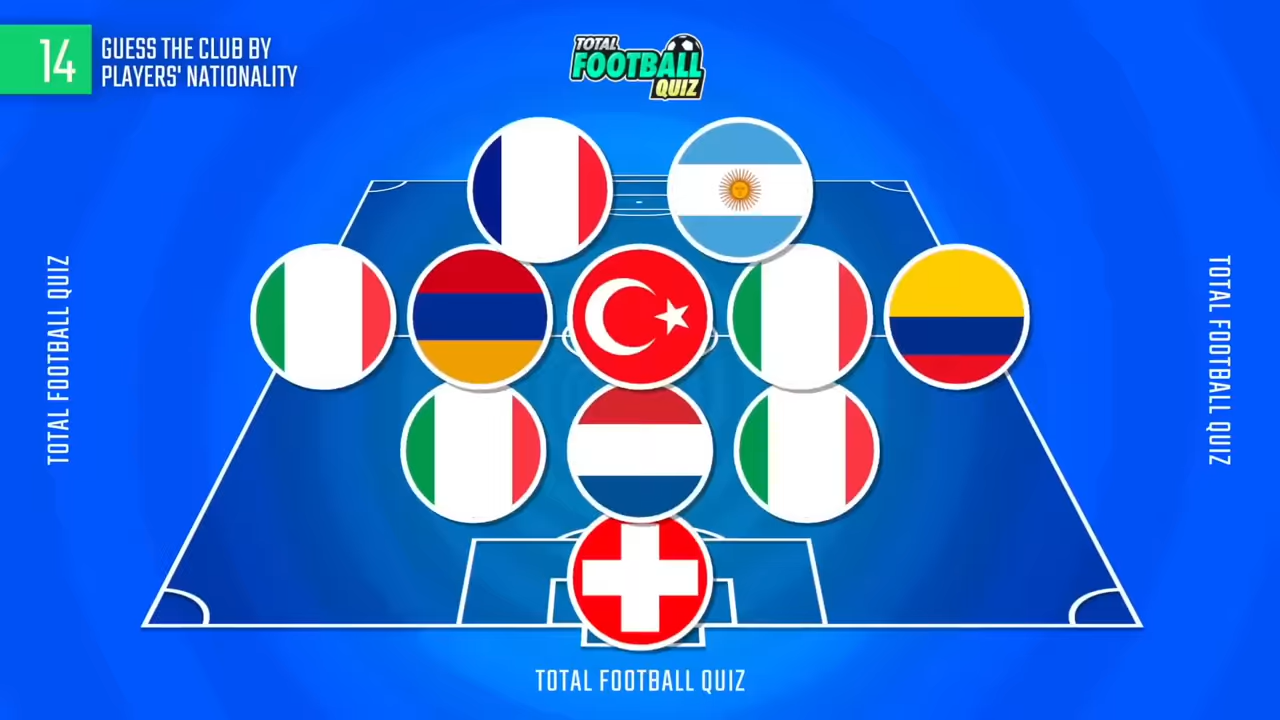 14
GUESS THE CLUB BY
PLAYERS' NATIONALITY
TOTAL
FOOTBALL
QUIZ
TOTAL FOOTBALL QUIZ
TOTAL FOOTBALL QUIZ
TOTAL FOOTBALL QUIZ